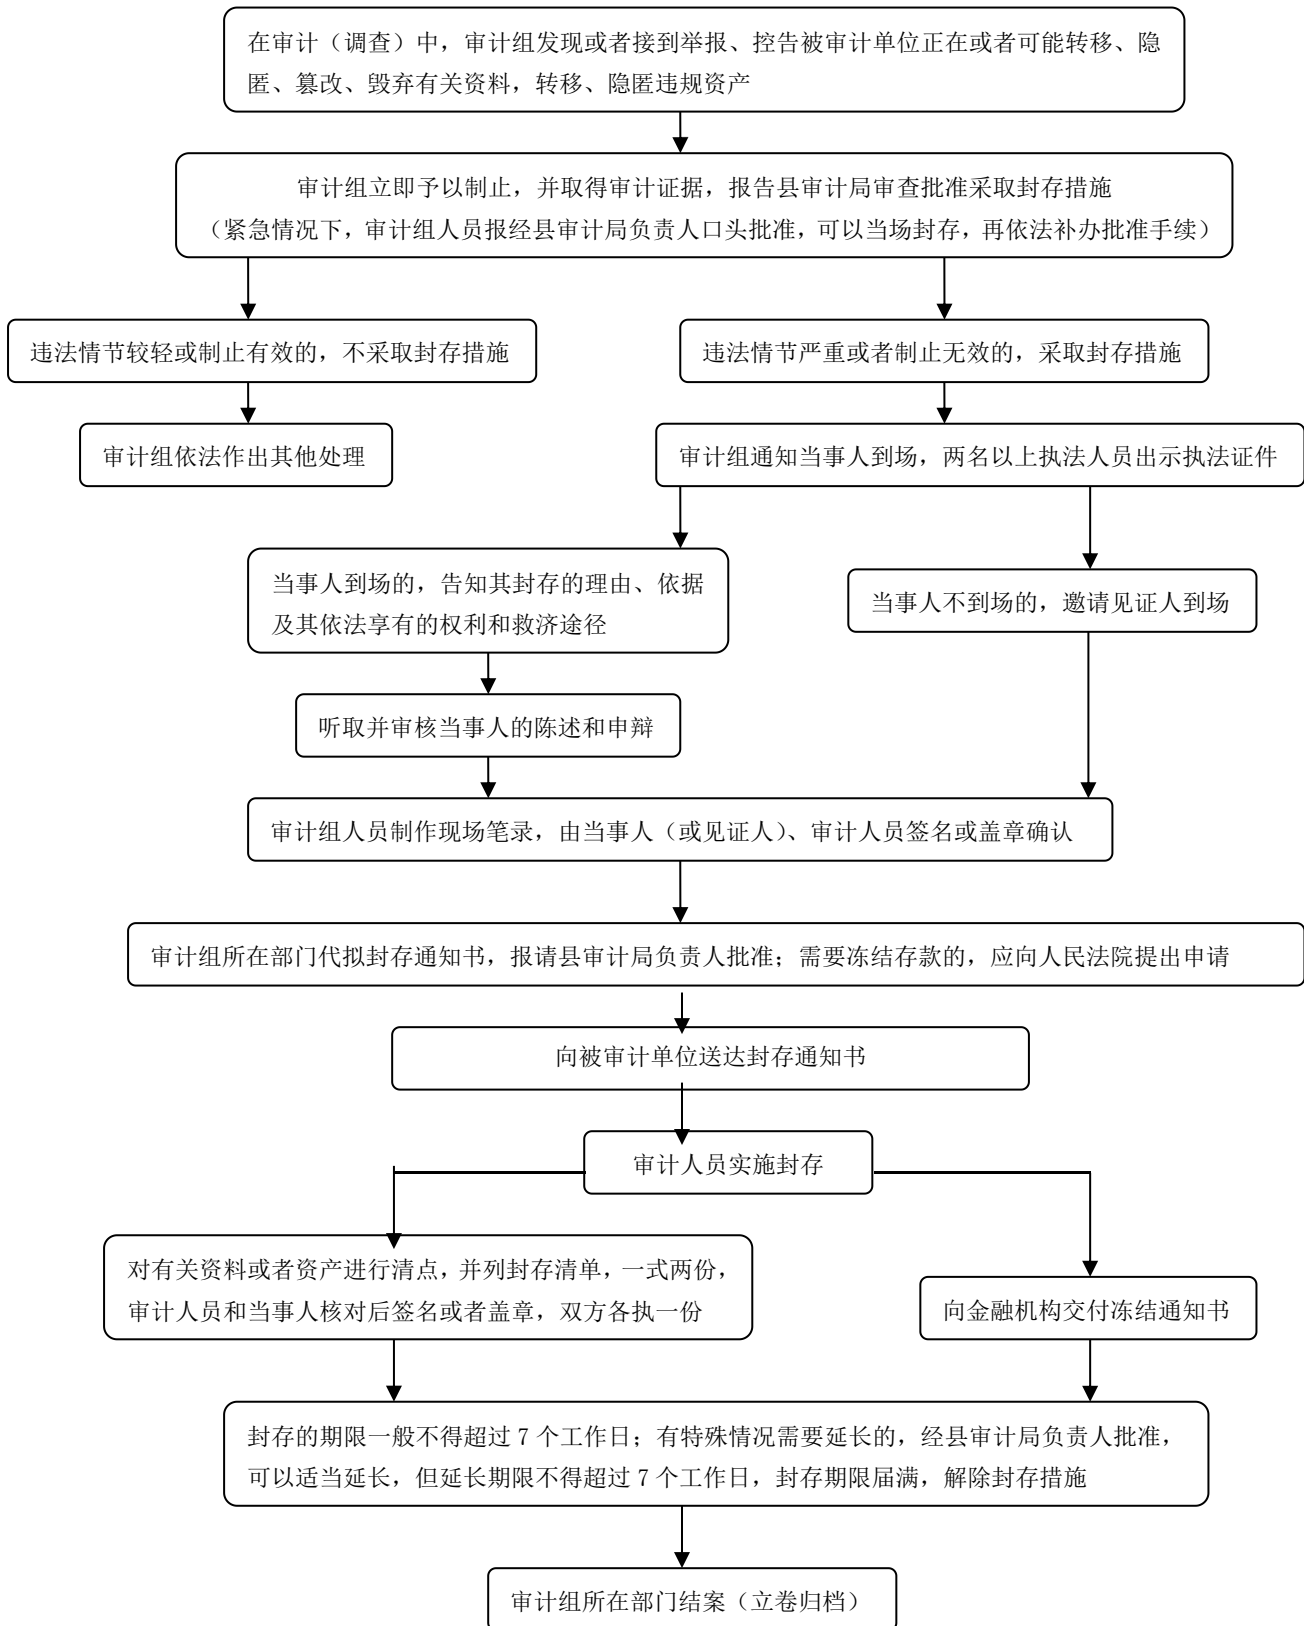 在审计（调查）中，审计组发现或者接到举报、控告被审计单位正在或者可能转移、隐
匿、篡改、毁弃有关资料，转移、隐匿违规资产
审计组立即予以制止，并取得审计证据，报告县审计局审查批准采取封存措施
（紧急情况下，审计组人员报经县审计局负责人口头批准，可以当场封存，再依法补办批准手续）
违法情节较轻或制止有效的，不采取封存措施
违法情节严重或者制止无效的，采取封存措施
审计组依法作出其他处理
审计组通知当事人到场，两名以上执法人员出示执法证件
当事人到场的，告知其封存的理由、依据
及其依法享有的权利和救济途径
当事人不到场的，邀请见证人到场
听取并审核当事人的陈述和申辩
审计组人员制作现场笔录，由当事人（或见证人）、审计人员签名或盖章确认
审计组所在部门代拟封存通知书，报请县审计局负责人批准；需要冻结存款的，应向人民法院提出申请
向被审计单位送达封存通知书
审计人员实施封存
对有关资料或者资产进行清点，并列封存清单，一式两份，
审计人员和当事人核对后签名或者盖章，双方各执一份
向金融机构交付冻结通知书
封存的期限一般不得超过 7 个工作日；有特殊情况需要延长的，经县审计局负责人批准，
可以适当延长，但延长期限不得超过 7 个工作日，封存期限届满，解除封存措施
审计组所在部门结案（立卷归档）